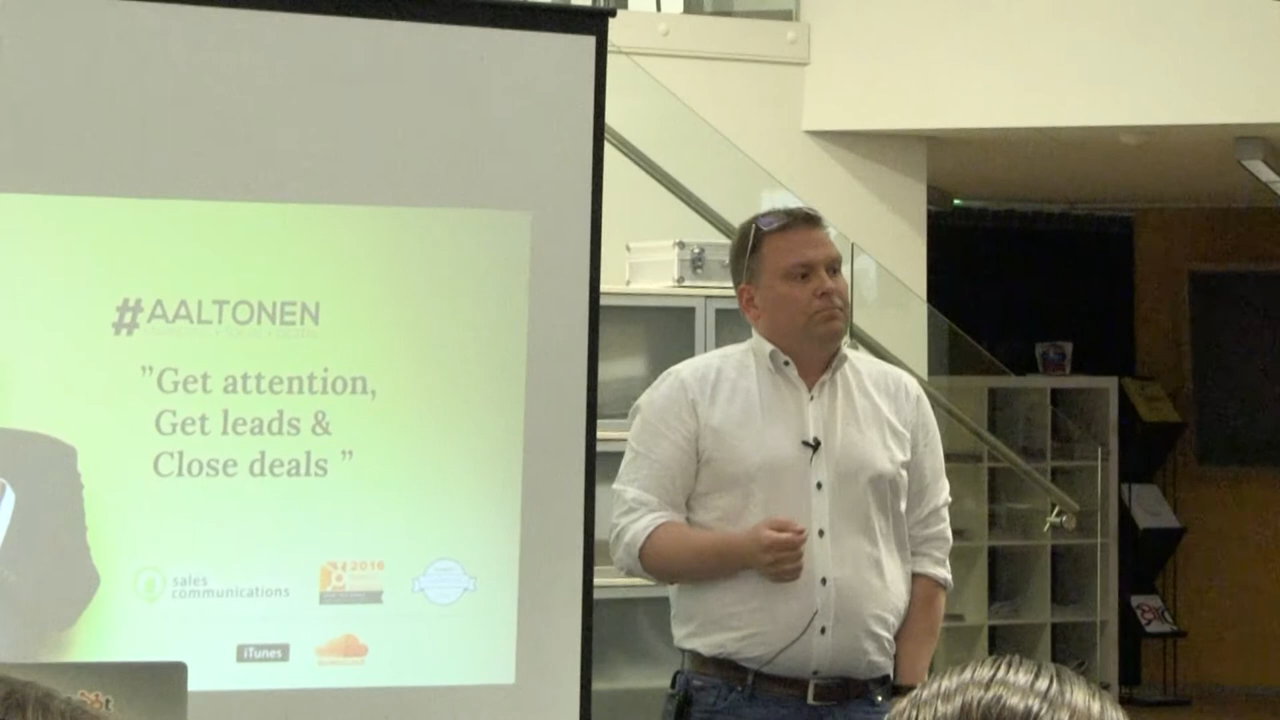 #AALTONEN
”Get attention,
Get leads &
Close deals ”
sales
communications
2016
iTunes